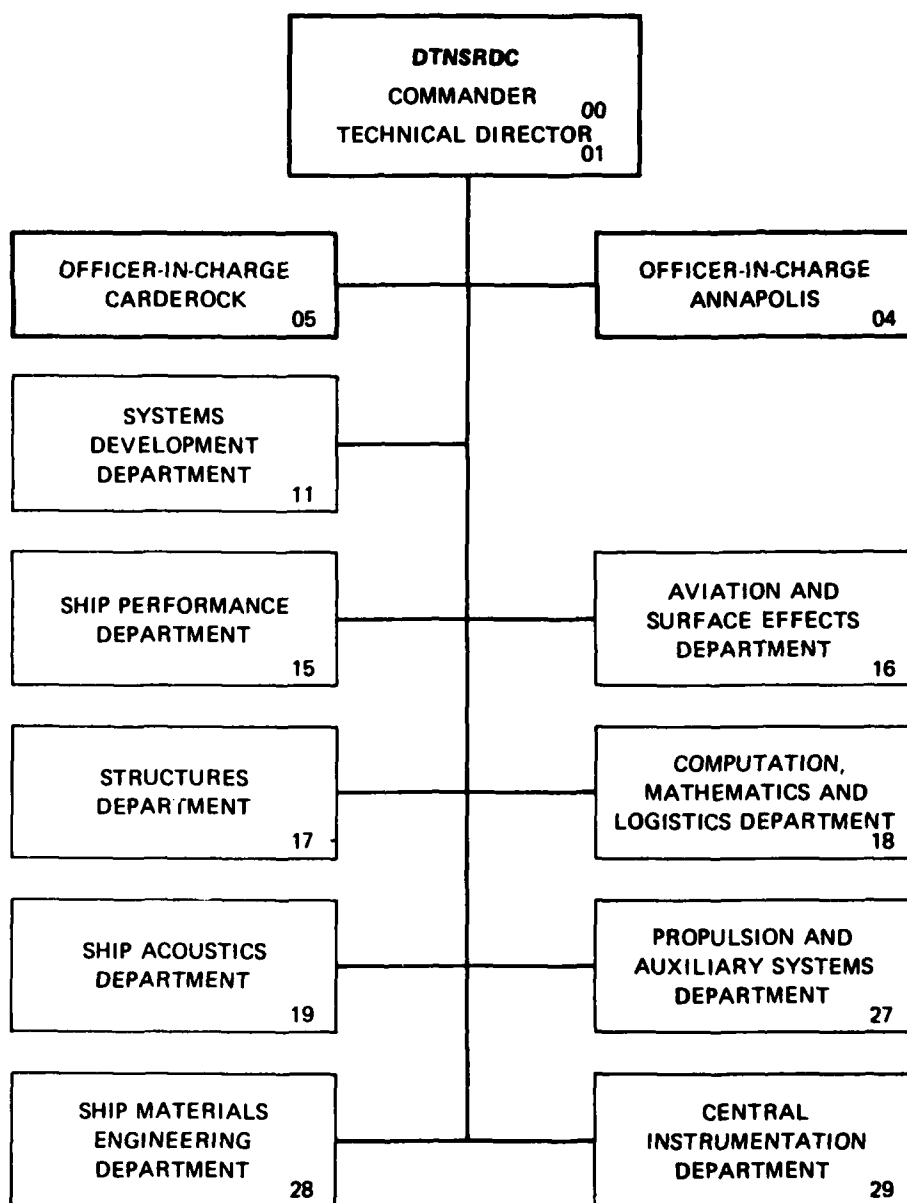 DTNSRDC
COMMANDER
00
TECHNICAL DIRECTOR
01
OFFICER-IN-CHARGE
CARDEROCK
05
OFFICER-IN-CHARGE
ANNAPOLIS
04
SYSTEMS
DEVELOPMENT
DEPARTMENT
11
SHIP PERFORMANCE
DEPARTMENT
15
AVIATION AND
SURFACE EFFECTS
DEPARTMENT
16
STRUCTURES
DEPARTMENT
17
COMPUTATION,
MATHEMATICS AND
LOGISTICS DEPARTMENT
18
SHIP ACOUSTICS
DEPARTMENT
19
PROPULSION AND
AUXILIARY SYSTEMS
DEPARTMENT
27
SHIP MATERIALS
ENGINEERING
DEPARTMENT
28
CENTRAL
INSTRUMENTATION
DEPARTMENT
29